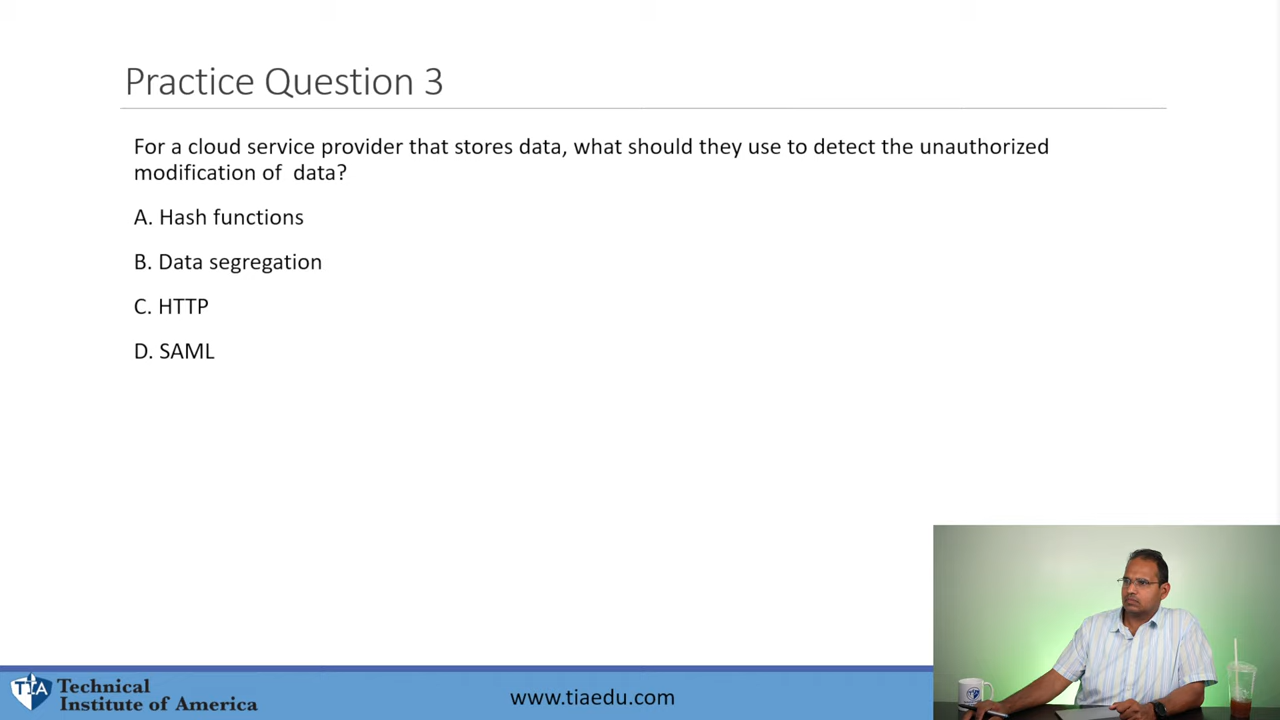 Practice Question 3
For a cloud service provider that stores data, what should they use to detect the unauthorized
modification of  data?
A. Hash functions
B. Data segregation
C. HTTP
D. SAML
TIA
Technical
Institute of America
www.tiaedu.com